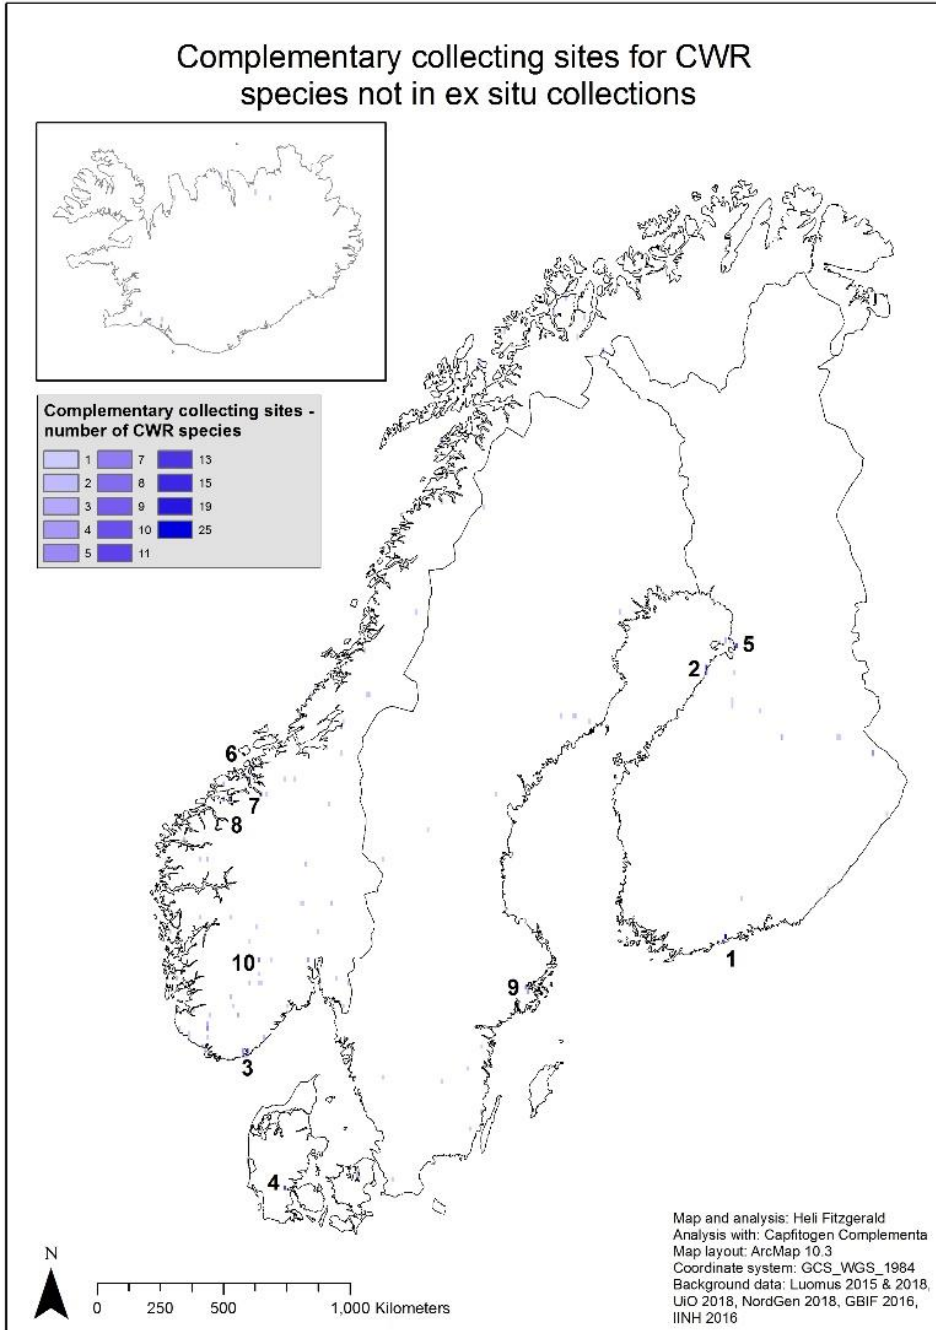 Complementary collecting sites for CWR
species not in ex situ collections
Complementary collecting sites -
number of CWR species
1 7 13
2 8 15
3 9 19
4 10 25
5 11
5
2
6
7
8
1
10
9
3
4
N
0 250 500 1,000 Kilometers
Map and analysis: Heli Fitzgerald
Analysis with: Capfitogen Complementa
Map layout: ArcMap 10.3
Coordinate system: GCS_WGS_1984
Background data: Luomus 2015 & 2018,
UiO 2018, NordGen 2018, GBIF 2016,
IINH 2016